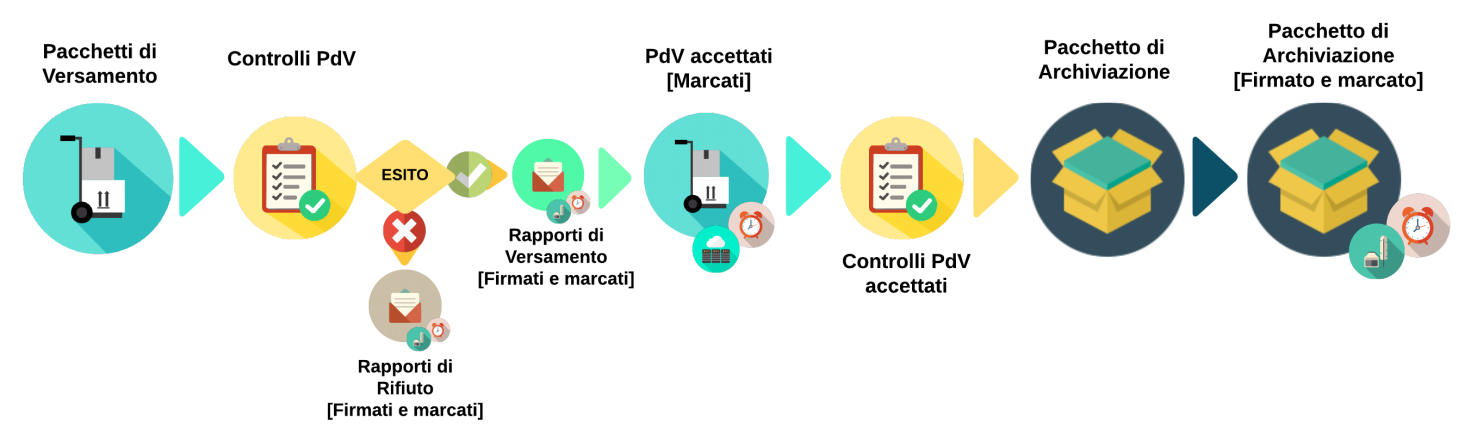 Pacchetti di
Versamento
Controlli PdV
ESITO
Rapporti di
Rifiuto
[Firmati e marcati]
Rapporti di
Versamento
[Firmati e marcati]
PdV accettati
[Marcati]
Controlli PdV
accettati
Pacchetto di
Archiviazione
Pacchetto di
Archiviazione
[Firmato e marcato]